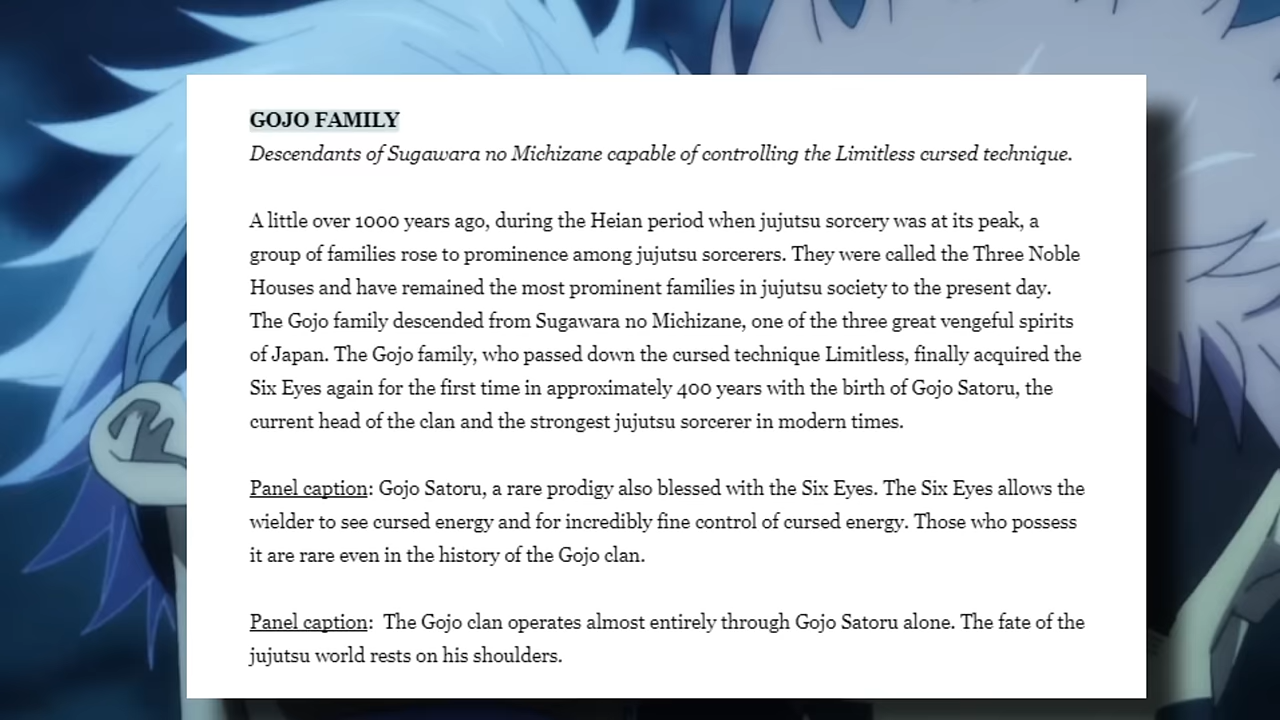 GOJO FAMILY
Descendants of Sugawara no Michizane capable of controlling the Limitless cursed technique.
A little over 1000 years ago, during the Heian period when jujutsu sorcery was at its peak, a
group of families rose to prominence among jujutsu sorcerers. They were called the Three Noble
Houses and have remained the most prominent families in jujutsu society to the present day.
The Gojo family descended from Sugawara no Michizane, one of the three great vengeful spirits
of Japan. The Gojo family, who passed down the cursed technique Limitless, finally acquired the
Six Eyes again for the first time in approximately 400 years with the birth of Gojo Satoru, the
current head of the clan and the strongest jujutsu sorcerer in modern times.
Panel caption: Gojo Satoru, a rare prodigy also blessed with the Six Eyes. The Six Eyes allows the
wielder to see cursed energy and for incredibly fine control of cursed energy. Those who possess
it are rare even in the history of the Gojo clan.
Panel caption: The Gojo clan operates almost entirely through Gojo Satoru alone. The fate of the
jujutsu world rests on his shoulders.